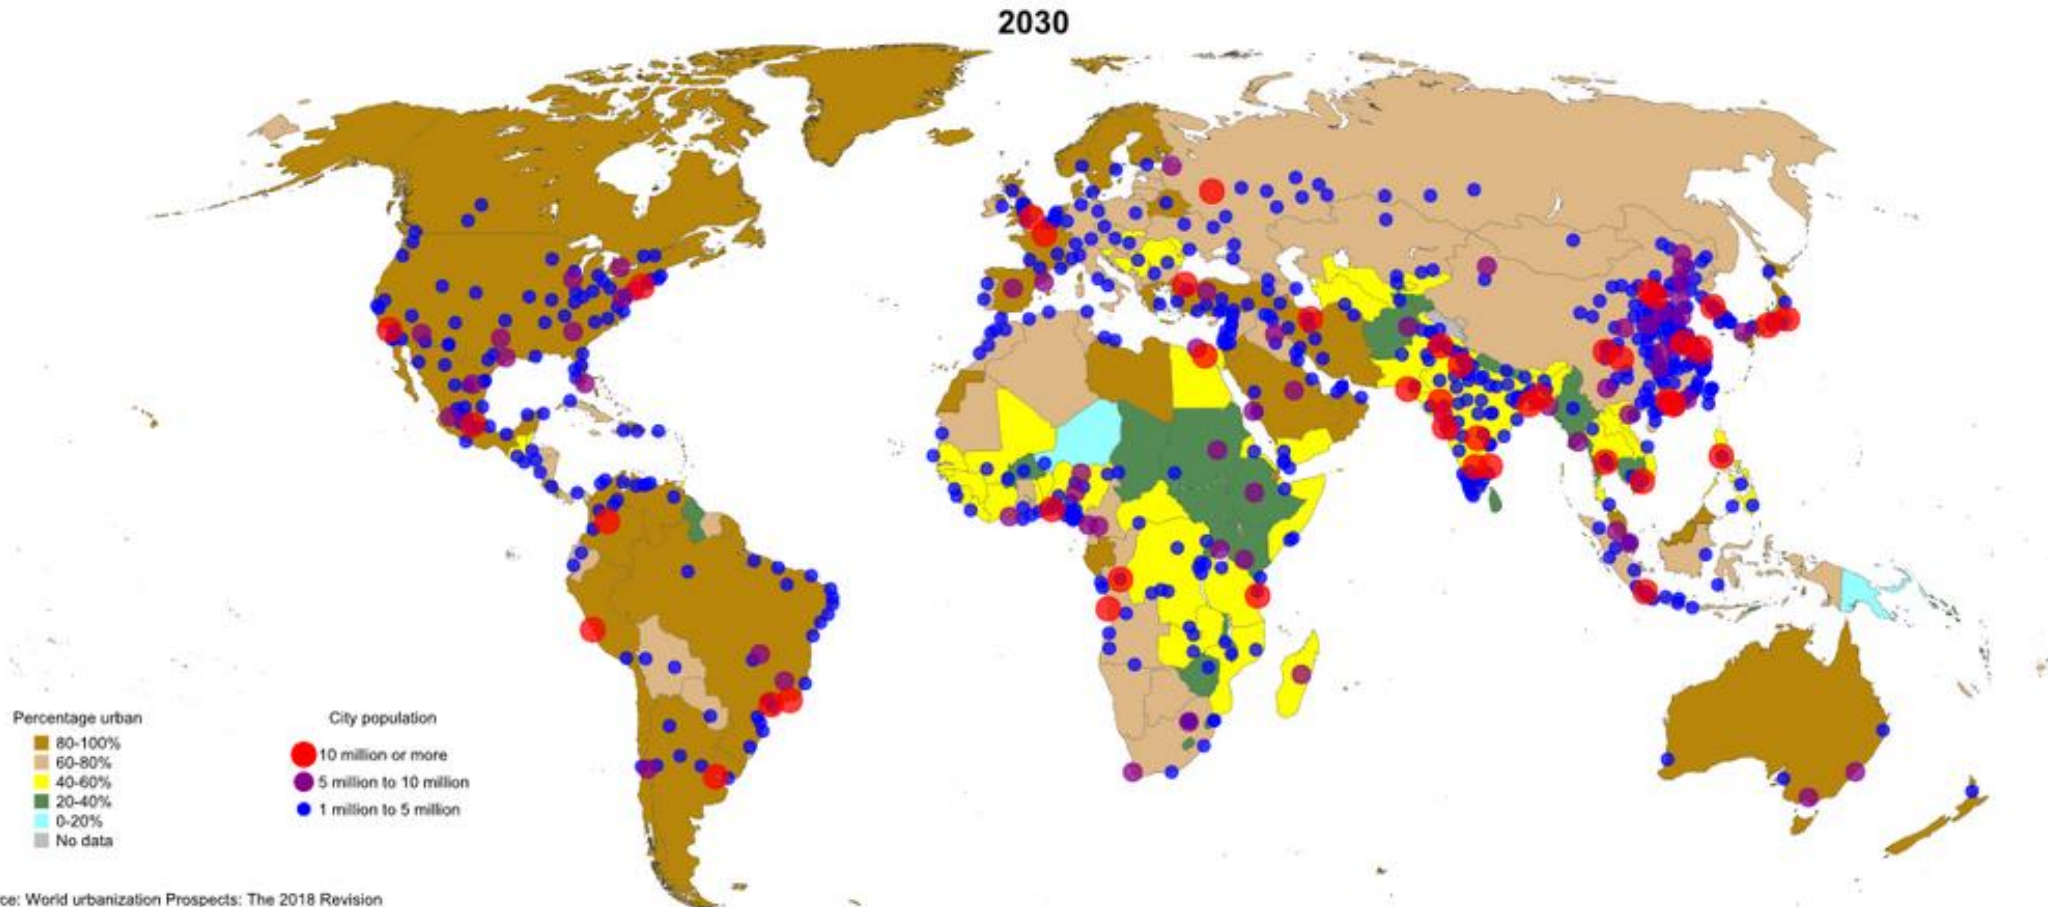 2030
Percentage urban
80-100%
60-80%
40-60%
20-40%
0-20%
No data
City population
10 million or more
5 million to 10 million
1 million to 5 million
ce: World urbanization Prospects: The 2018 Revision